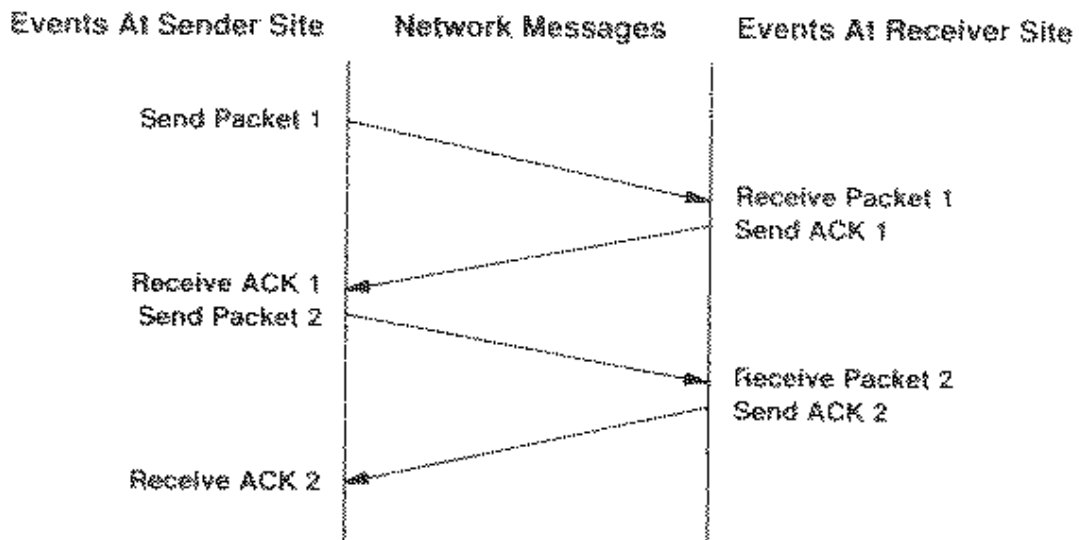 Events At Sender Site
Network Messages
Events At Receiver Site
Send Packet 1
Receive Packet 1
Send ACK 1
Receive ACK 1
Send Packet 2
Receive Packet 2
Send ACK 2
Receive ACK 2